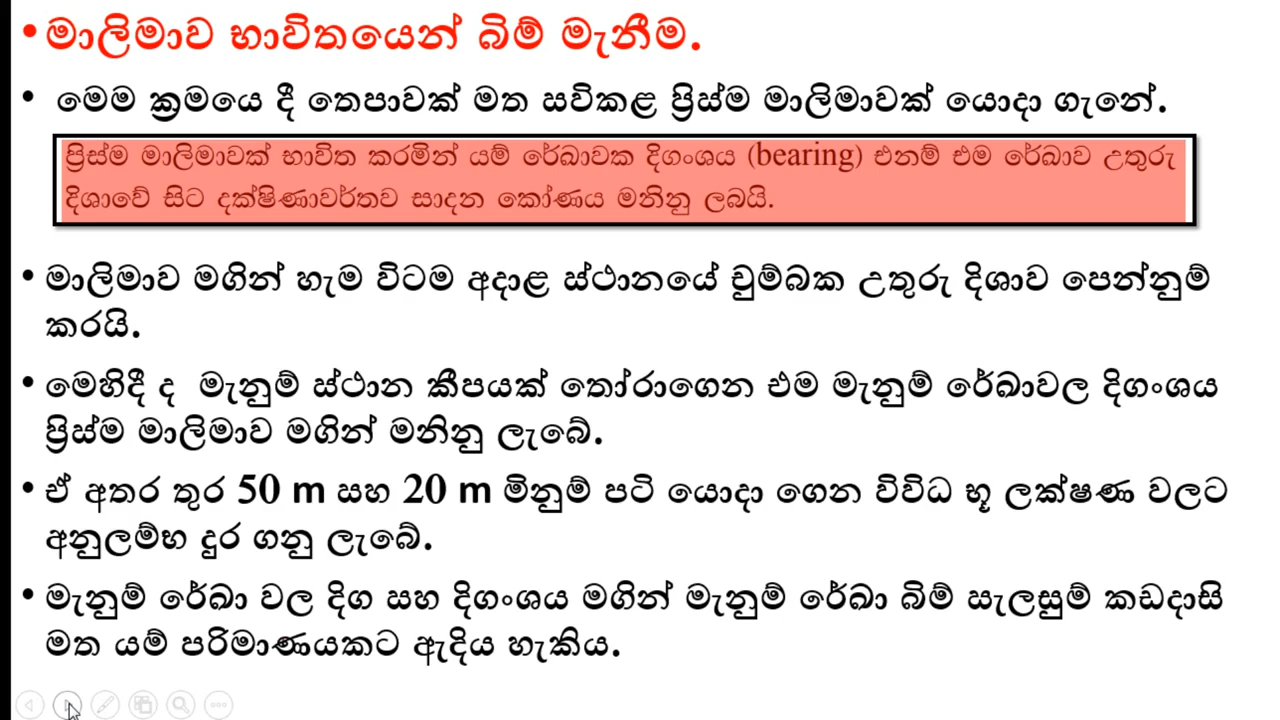 • මාලිමාව භාවිතයෙන් බිම් මැනීම.
• මෙම ක්‍රමයෙ දී තෙපාවක් මත සවිකළ ප්‍රිස්ම මාලිමාවක් යොදා ගැනේ.
ප්‍රිස්ම මාලිමාවක් භාවිත කරමින් යම් රේඛාවක දිගංශය (bearing) එනම් එම රේඛාව උතුරු
දිශාවේ සිට දක්ෂිණාවර්තව සාදන කෝණය මනිනු ලබයි.
• මාලිමාව මගින් හැම විටම අදාළ ස්ථානයේ චුම්බක උතුරු දිශාව පෙන්නුම්
කරයි.
• මෙහිදී ද මැනුම් ස්ථාන කීපයක් තෝරාගෙන එම මැනුම් රේඛාවල දිගංශය
ප්‍රිස්ම මාලිමාව මගින් මනිනු ලැබේ.
• ඒ අතර තුර 50 m සහ 20 m මිනුම් පටි යොදා ගෙන විවිධ භූ ලක්ෂණ වලට
අනුලම්භ දුර ගනු ලැබේ.
• මැනුම් රේඛා වල දිග සහ දිගංශය මගින් මැනුම් රේඛා බිම් සැලසුම් කඩදාසි
මත යම් පරිමාණයකට ඇදිය හැකිය.